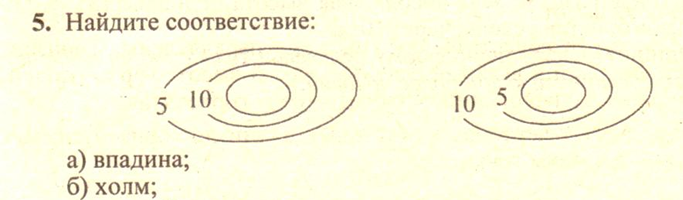 5. Найдите соответствие:
5 10 10 5
а) впадина;
б) холм;